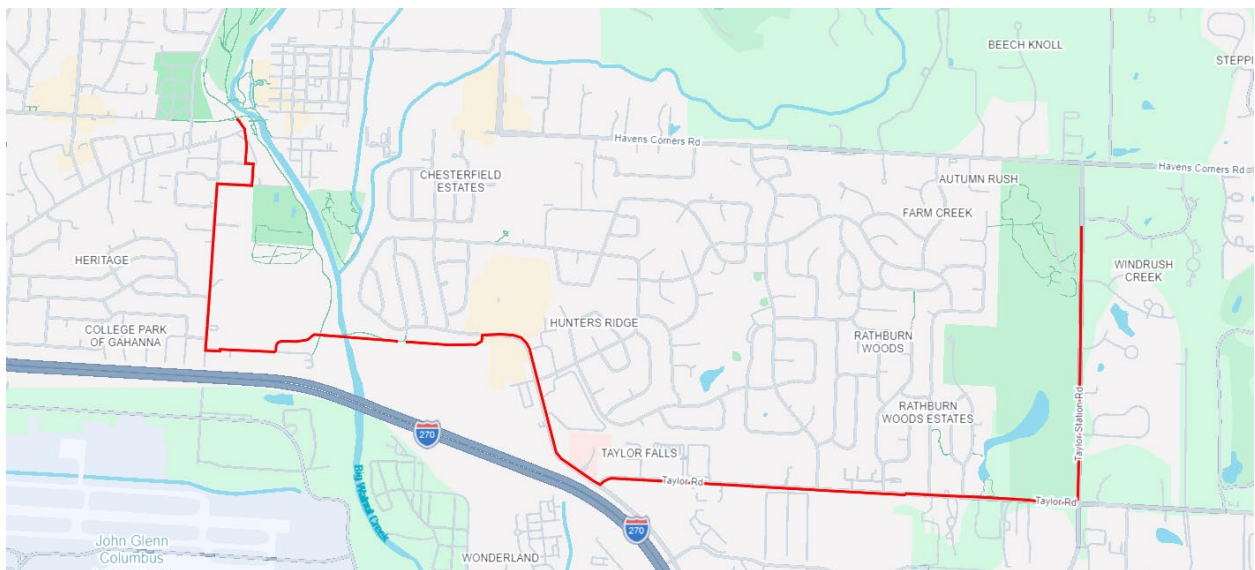 BEECH KNOLL
STEPPI
Havens Corners Rd
Havens Corners Rd
CHESTERFIELD
ESTATES
AUTUMN RUSH
FARM CREEK
HERITAGE
WINDRUSH
CREEK
COLLEGE PARK
OF GAHANNA
HUNTERS RIDGE
RATHBURN
WOODS
RATHBURN
WOODS ESTATES
Taylor Station Rd
270
TAYLOR FALLS
Taylor Rd
Taylor Rd
Big Walnut Creek
270
John Glenn
Columbus
WONDERLAND